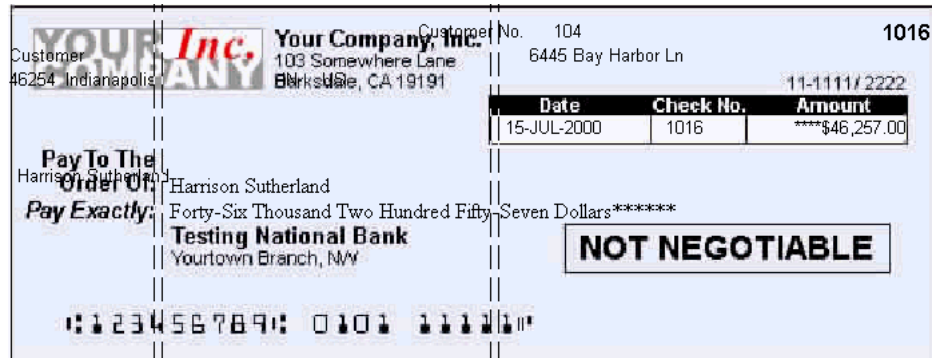 YOUR COMPANY Inc.
Your Company, Inc.
Customer No. 104
1016
Customer
103 Somewhere Lane
6445 Bay Harbor Ln
46254 Indianapolis
Barksdale, CA 19191
11-1111/2222
Date Check No. Amount
15-JUL-2000 1016 ****$46,257.00
Pay To The
Order Of:
Harrison Sutherland
Harrison Sutherland
Pay Exactly: Forty-Six Thousand Two Hundred Fifty-Seven Dollars******
Testing National Bank
Yourtown Branch, NW
NOT NEGOTIABLE
⑆123456789⑆ 0101 11111⑈